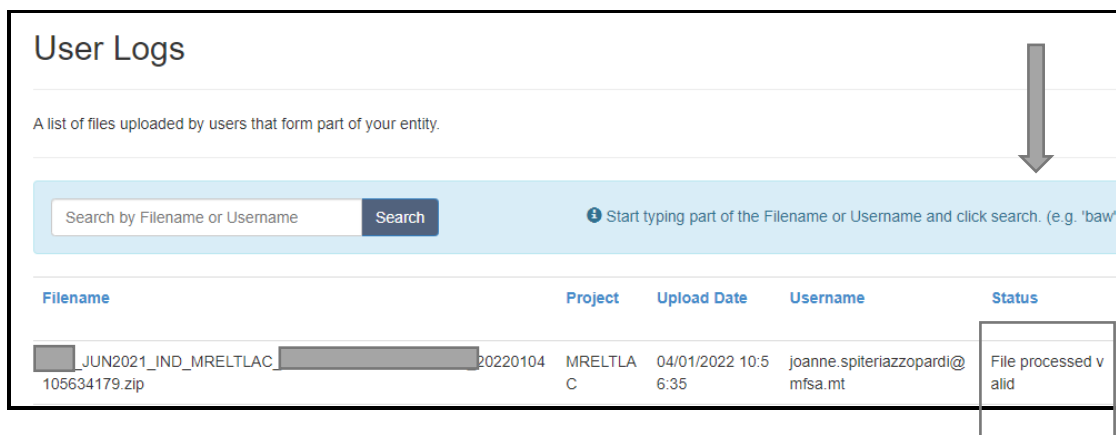 User Logs
A list of files uploaded by users that form part of your entity.
Search by Filename or Username
Search
Start typing part of the Filename or Username and click search. (e.g. 'baw'
Filename Project Upload Date Username Status
_JUN2021_IND_MRELTLAC_ _20220104 MRELTLA 04/01/2022 10:5 joanne.spiteriazzopardi@ File processed v
105634179.zip C 6:35 mfsa.mt alid